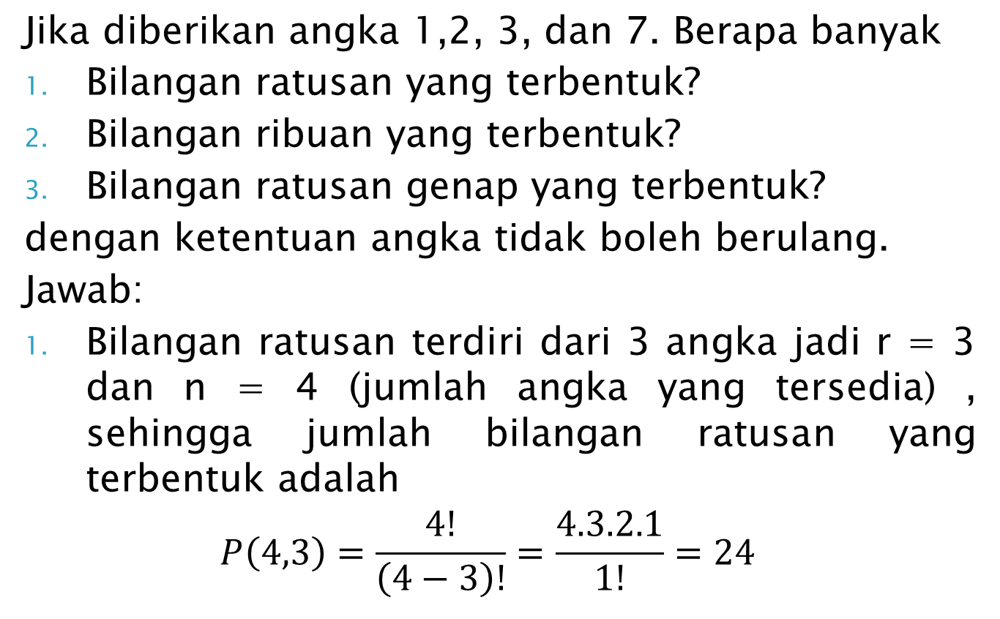 Jika diberikan angka 1,2, 3, dan 7. Berapa banyak
1. Bilangan ratusan yang terbentuk?
2. Bilangan ribuan yang terbentuk?
3. Bilangan ratusan genap yang terbentuk?
dengan ketentuan angka tidak boleh berulang.
Jawab:
1. Bilangan ratusan terdiri dari 3 angka jadi r = 3
dan n = 4 (jumlah angka yang tersedia) ,
sehingga jumlah bilangan ratusan yang
terbentuk adalah
P(4,3) = 4!/(4 − 3)! = 4.3.2.1/1! = 24